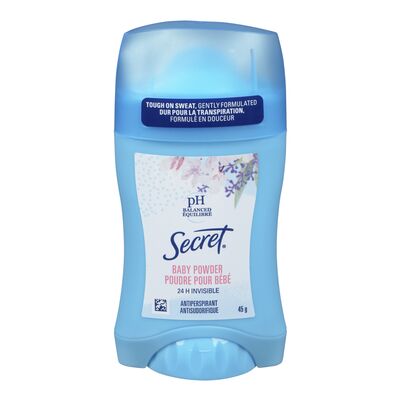 TOUGH ON SWEAT, GENTLY FORMULATED
DUR POUR LA TRANSPIRATION,
FORMULÉ EN DOUCEUR
pH
BALANCED
ÉQUILIBRÉ
Secret®
BABY POWDER
POUDRE POUR BÉBÉ
24 H INVISIBLE
ANTIPERSPIRANT
ANTISUDORIFIQUE
45 g